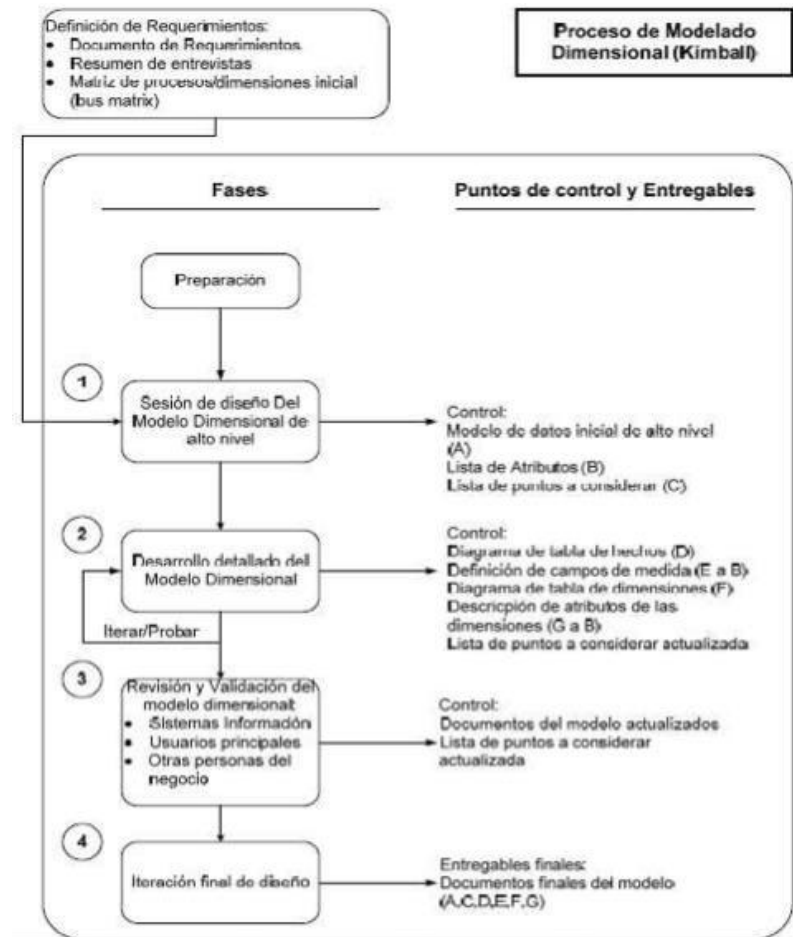 Definición de Requerimientos:
• Documento de Requerimientos
• Resumen de entrevistas
• Matriz de procesos/dimensiones inicial
(bus matrix)
Proceso de Modelado
Dimensional (Kimball)
Fases
Puntos de control y Entregables
Preparación
1
Sesión de diseño Del
Modelo Dimensional de
alto nivel
Control:
Modelo de datos inicial de alto nivel
(A)
Lista de Atributos (B)
Lista de puntos a considerar (C)
2
Desarrollo detallado del
Modelo Dimensional
Iterar/Probar
Control:
Diagrama de tabla de hechos (D)
Definición de campos de medida (E a B)
Diagrama de tabla de dimensiones (F)
Descripción de atributos de las
dimensiones (G a B)
Lista de puntos a considerar actualizada
3
Revisión y Validación del
modelo dimensional:
• Sistemas Información
• Usuarios principales
• Otras personas del
negocio
Control:
Documentos del modelo actualizados
Lista de puntos a considerar
actualizada
4
Iteración final de diseño
Entregables finales:
Documentos finales del modelo
(A,C,D,E,F,G)